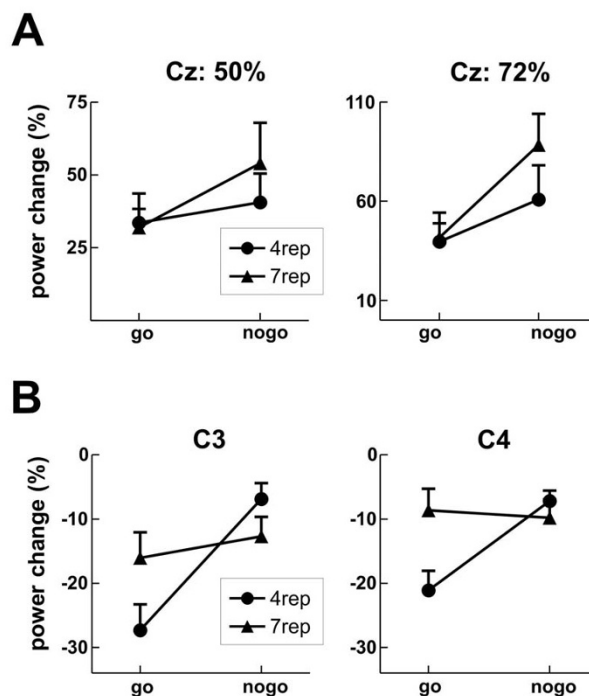 A
Cz: 50%
Cz: 72%
power change (%)
75
50
25
110
60
10
4rep
7rep
go
nogo
go
nogo
B
C3
C4
power change (%)
0
-10
-20
-30
0
-10
-20
-30
4rep
7rep
go
nogo
go
nogo